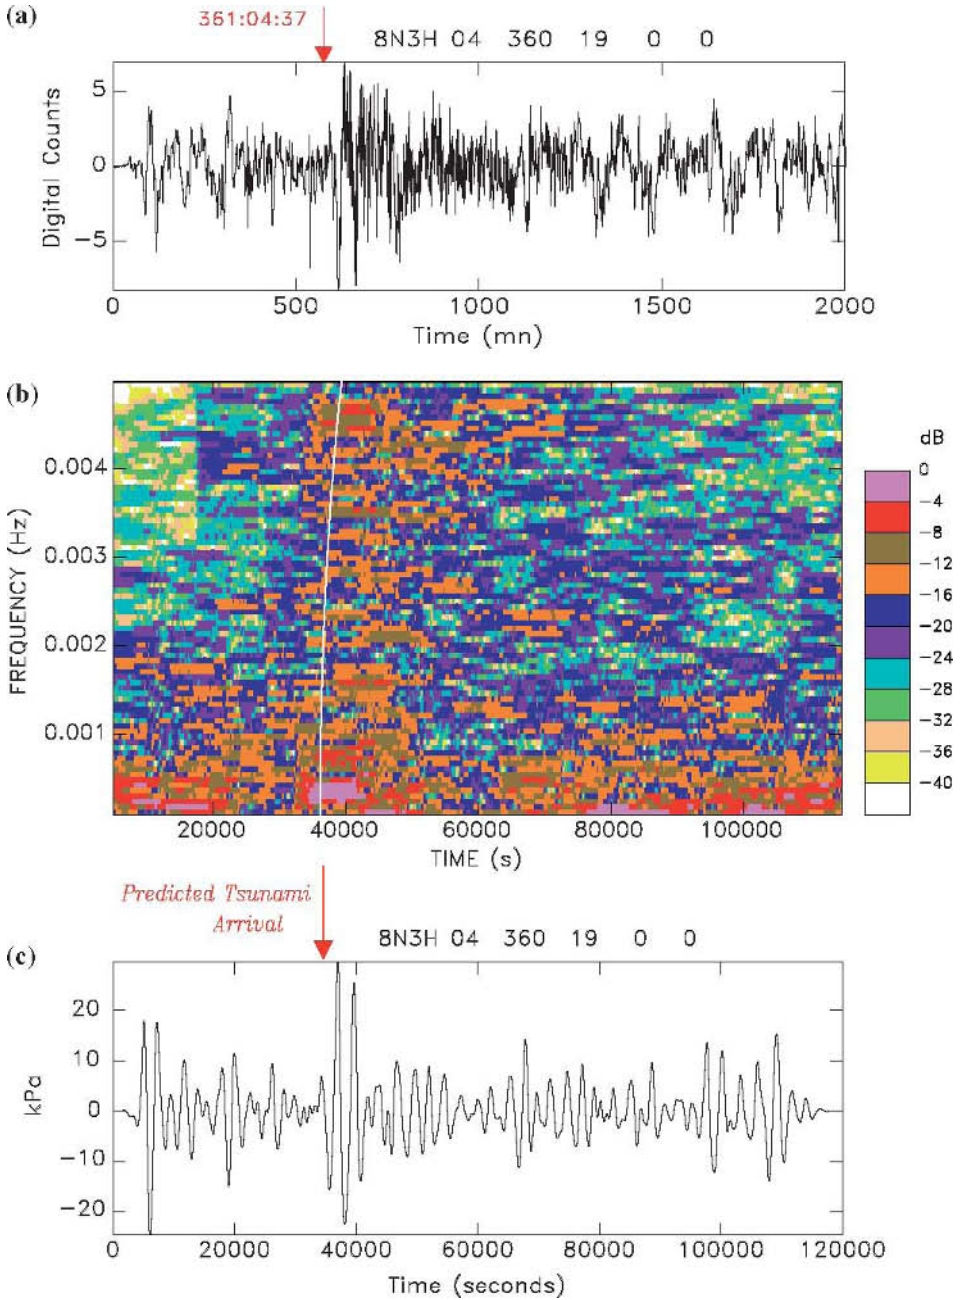 (a)
361:04:37
8N3H 04 360 19 0 0
Digital Counts
5
0
−5
0 500 1000 1500 2000
Time (mn)
(b)
FREQUENCY (Hz)
0.004
0.003
0.002
0.001
20000 40000 60000 80000 100000
TIME (s)
dB
0
−4
−8
−12
−16
−20
−24
−28
−32
−36
−40
Predicted Tsunami
Arrival
(c)
8N3H 04 360 19 0 0
kPa
20
10
0
−10
−20
0 20000 40000 60000 80000 100000 120000
Time (seconds)